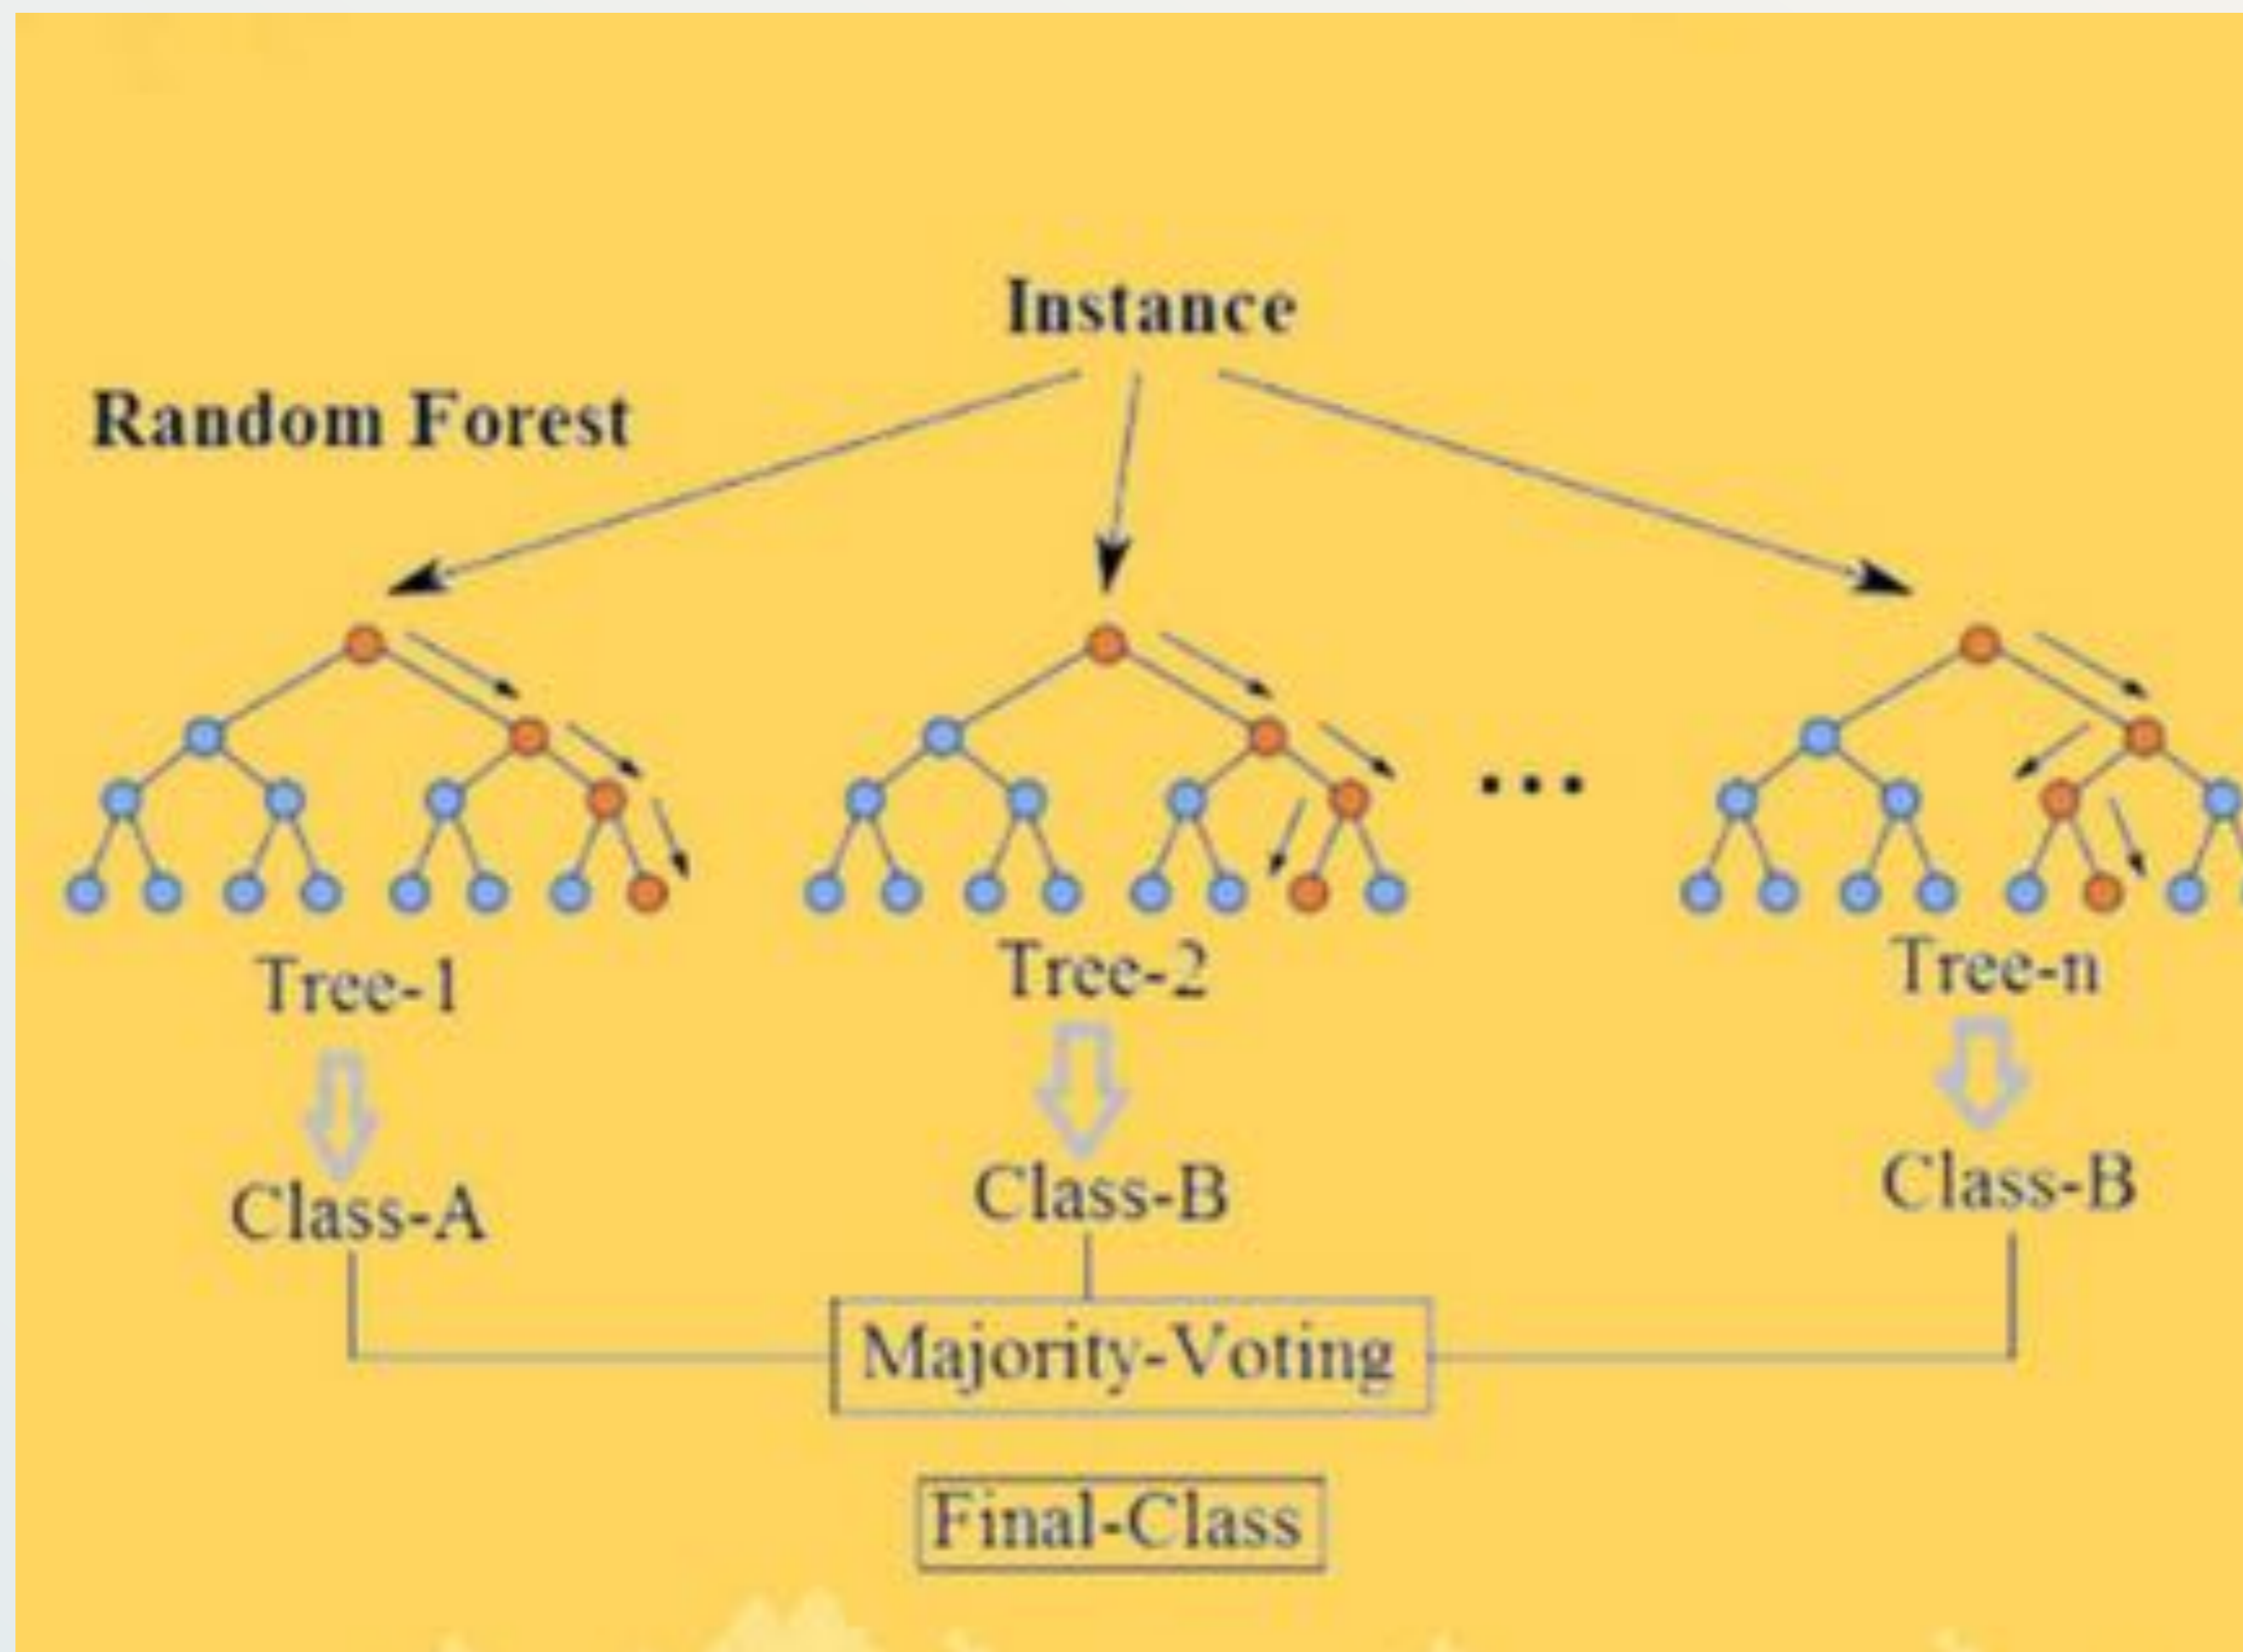 Instance
Random Forest
Tree-1
Tree-2
Tree-n
Class-A
Class-B
Class-B
Majority-Voting
Final-Class